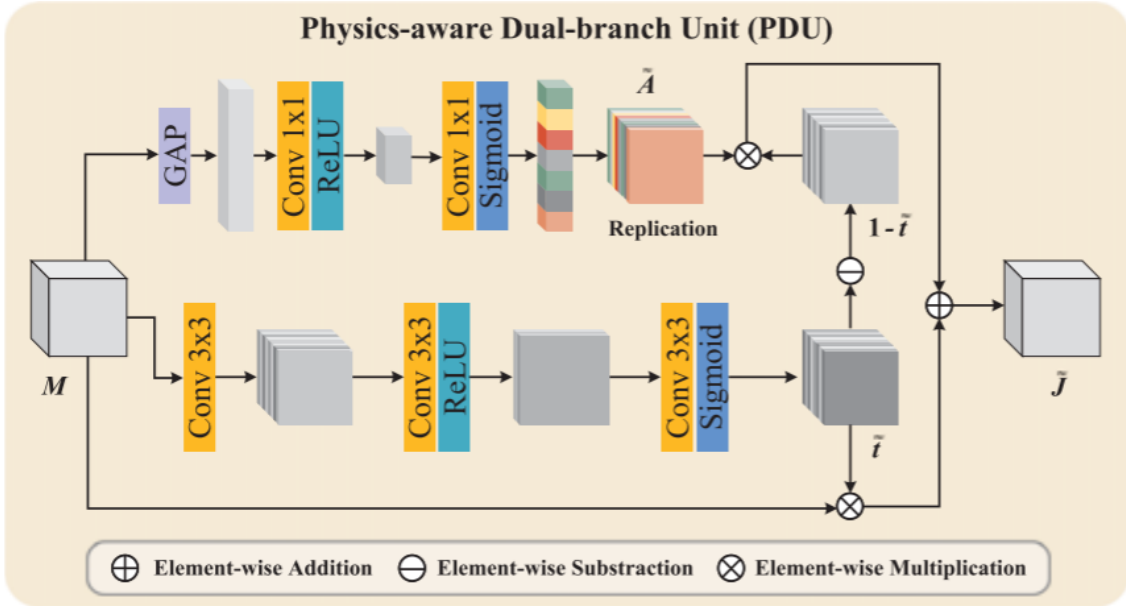 Physics-aware Dual-branch Unit (PDU)
GAP
Conv 1x1
ReLU
Conv 1x1
Sigmoid
Ã
Replication
1 - t̃
M
Conv 3x3
Conv 3x3
ReLU
Conv 3x3
Sigmoid
t̃
J̃
Element-wise Addition
Element-wise Substraction
Element-wise Multiplication